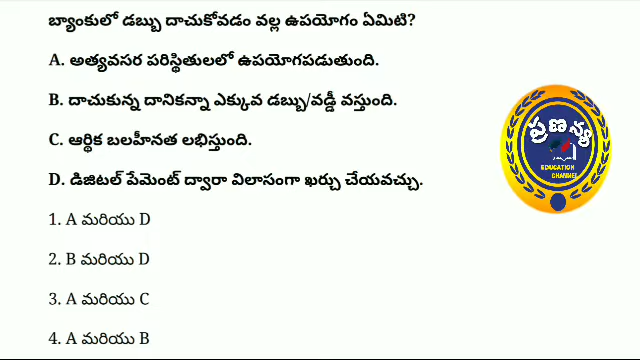 బ్యాంకులో డబ్బు దాచుకోవడం వల్ల ఉపయోగం ఏమిటి?
A. అత్యవసర పరిస్థితులలో ఉపయోగపడుతుంది.
B. దాచుకున్న దానికన్నా ఎక్కువ డబ్బు/వడ్డీ వస్తుంది.
C. ఆర్థిక బలహీనత లభిస్తుంది.
D. డిజిటల్ పేమెంట్ ద్వారా విలాసంగా ఖర్చు చేయవచ్చు.
1. A మరియు D
2. B మరియు D
3. A మరియు C
4. A మరియు B
ప్రణన్య
EDUCATION
CHANNEL